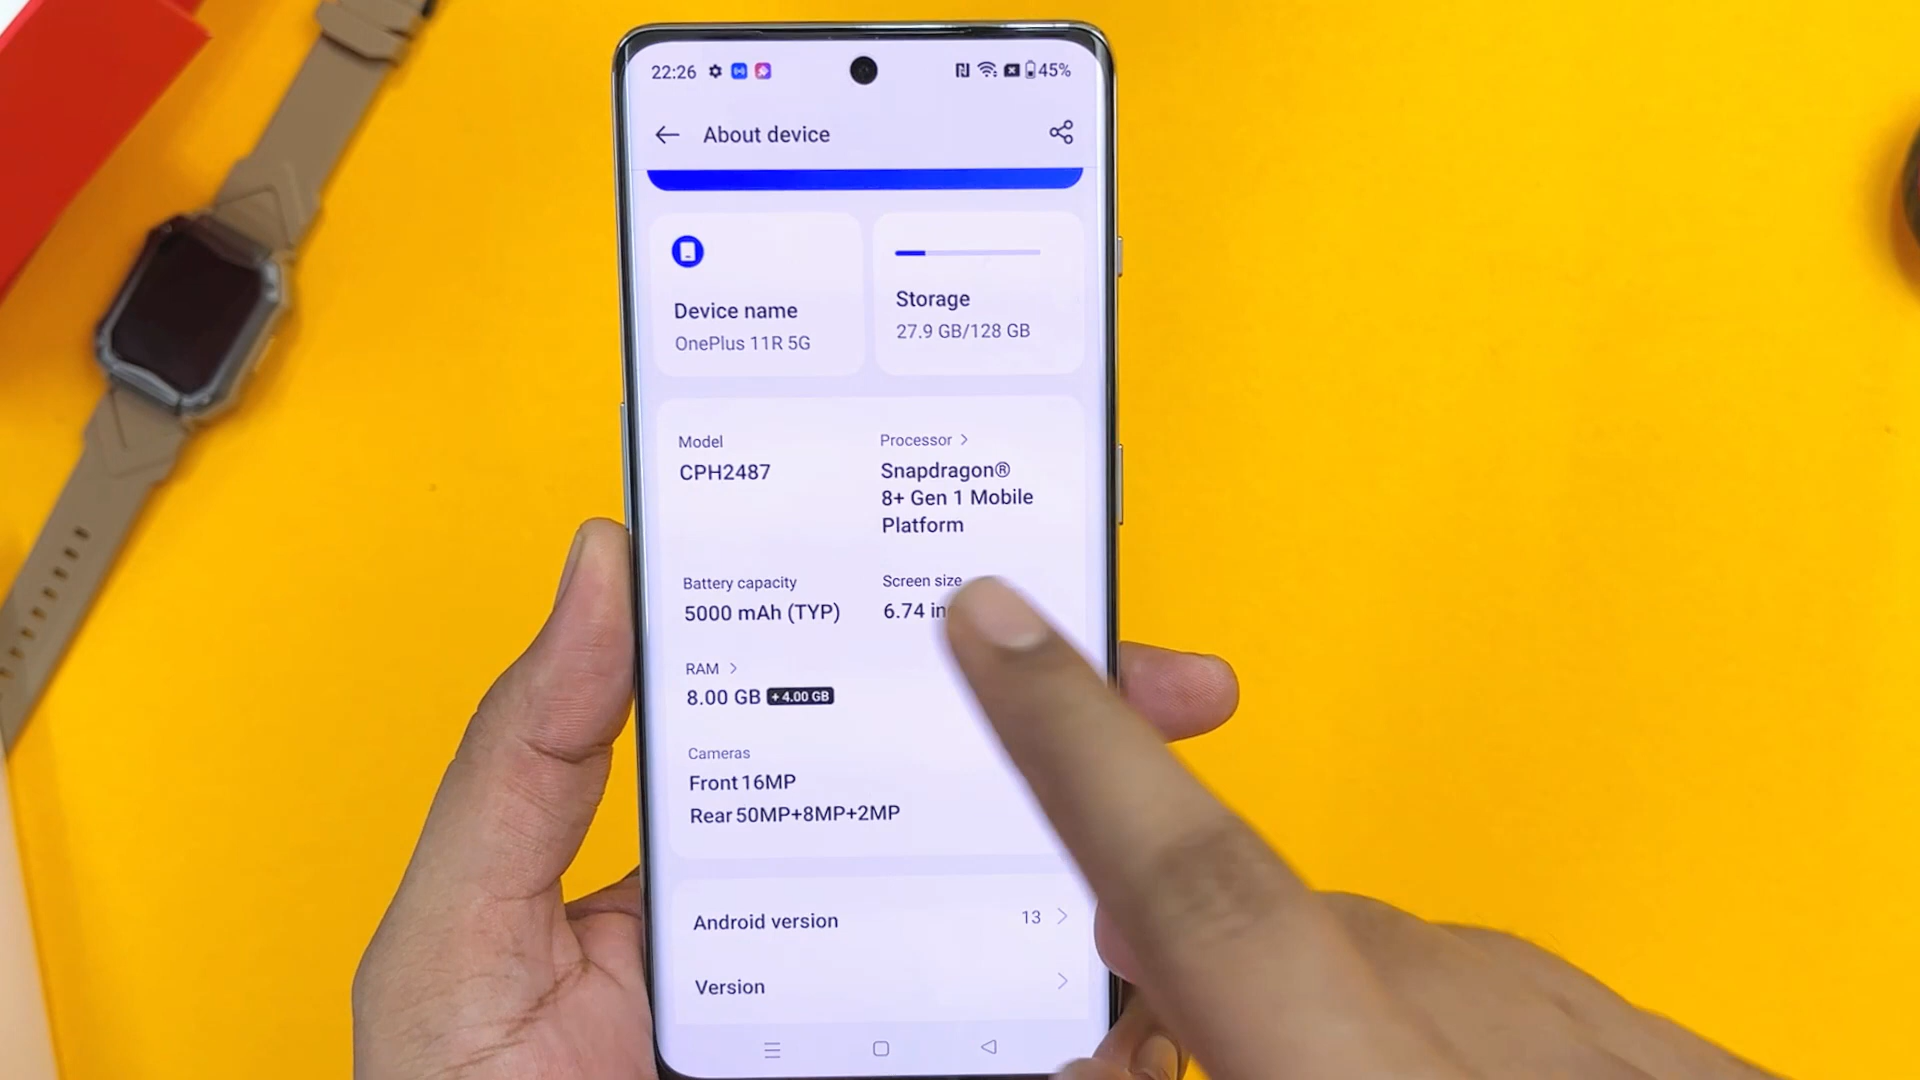 22:26 45%
About device
Device name
OnePlus 11R 5G
Storage
27.9 GB/128 GB
Model
CPH2487
Processor >
Snapdragon®
8+ Gen 1 Mobile
Platform
Battery capacity
5000 mAh (TYP)
Screen size
6.74
RAM >
8.00 GB +4.00 GB
Cameras
Front 16MP
Rear 50MP+8MP+2MP
Android version 13 >
Version >